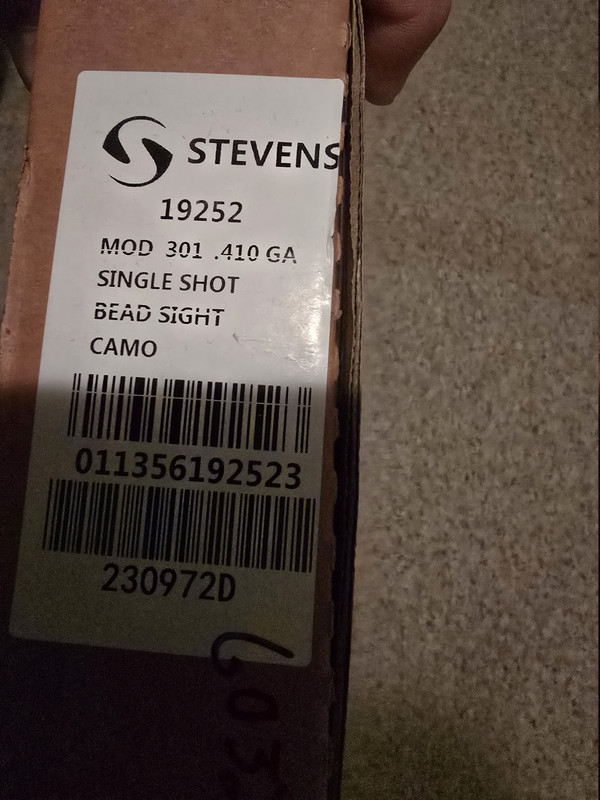 STEVENS
19252
MOD 301 .410 GA
SINGLE SHOT
BEAD SIGHT
CAMO
011356192523
230972D